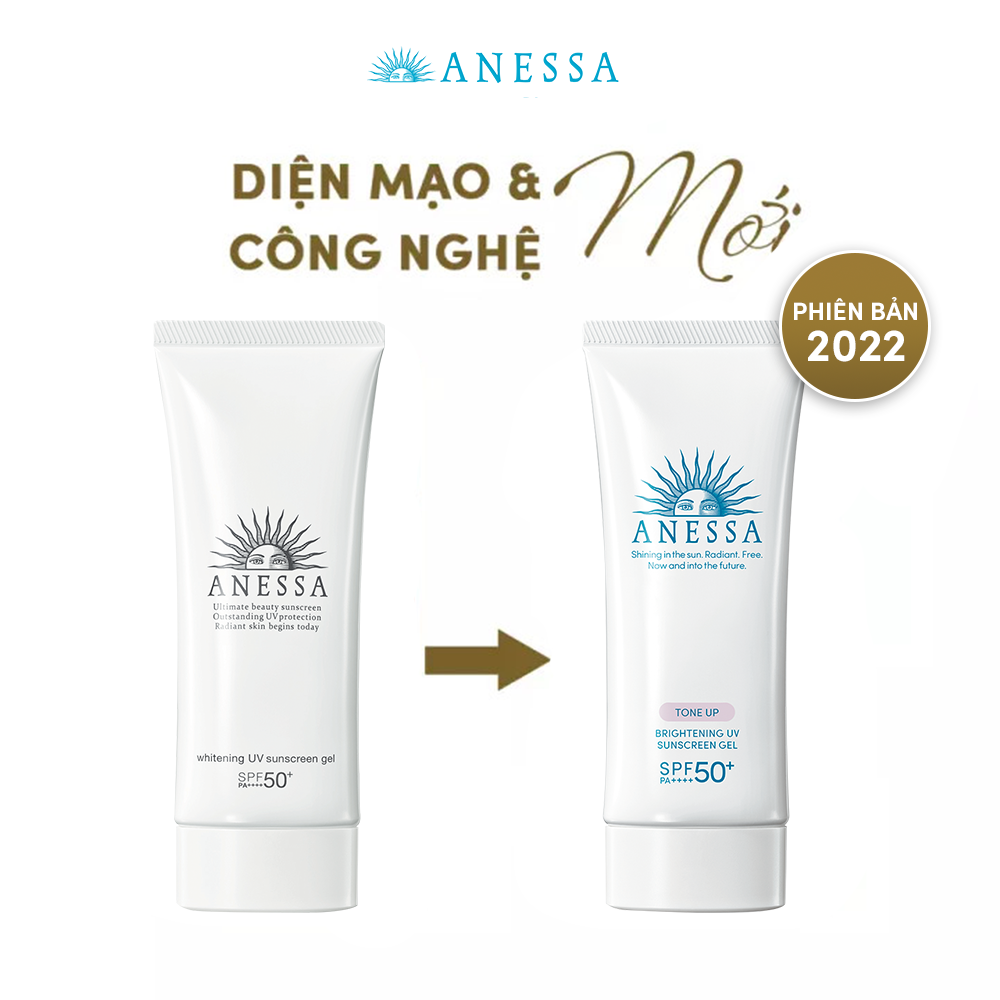 ANESSA
DIỆN MẠO &
CÔNG NGHỆ
Mới
PHIÊN BẢN
2022
ANESSA
Ultimate beauty sunscreen
Outstanding UV protection
Radiant skin begins today
whitening UV sunscreen gel
SPF50+
PA++++
ANESSA
Shining in the sun. Radiant. Free.
Now and into the future.
TONE UP
BRIGHTENING UV
SUNSCREEN GEL
SPF50+
PA++++